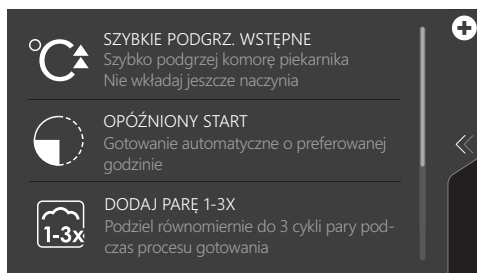 °C
SZYBKIE PODGRZ. WSTĘPNE
Szybko podgrzej komorę piekarnika
Nie wkładaj jeszcze naczynia
OPÓŹNIONY START
Gotowanie automatyczne o preferowanej
godzinie
1-3x
DODAJ PARĘ 1-3X
Podziel równomiernie do 3 cykli pary pod-
czas procesu gotowania